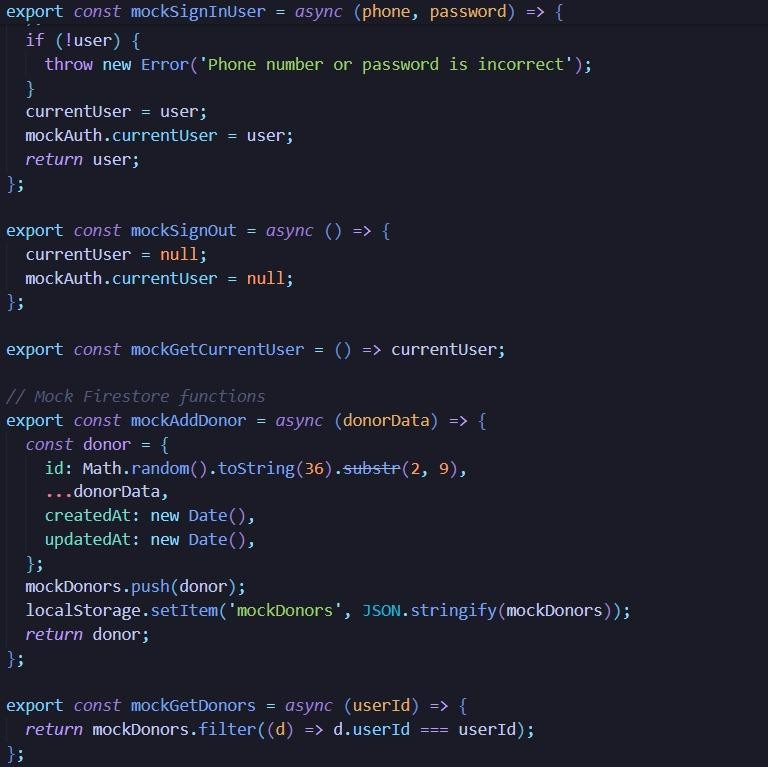 export const mockSignInUser = async (phone, password) => {
  if (!user) {
    throw new Error('Phone number or password is incorrect');
  }
  currentUser = user;
  mockAuth.currentUser = user;
  return user;
};

export const mockSignOut = async () => {
  currentUser = null;
  mockAuth.currentUser = null;
};

export const mockGetCurrentUser = () => currentUser;

// Mock Firestore functions
export const mockAddDonor = async (donorData) => {
  const donor = {
    id: Math.random().toString(36).substr(2, 9),
    ...donorData,
    createdAt: new Date(),
    updatedAt: new Date(),
  };
  mockDonors.push(donor);
  localStorage.setItem('mockDonors', JSON.stringify(mockDonors));
  return donor;
};

export const mockGetDonors = async (userId) => {
  return mockDonors.filter((d) => d.userId === userId);
};